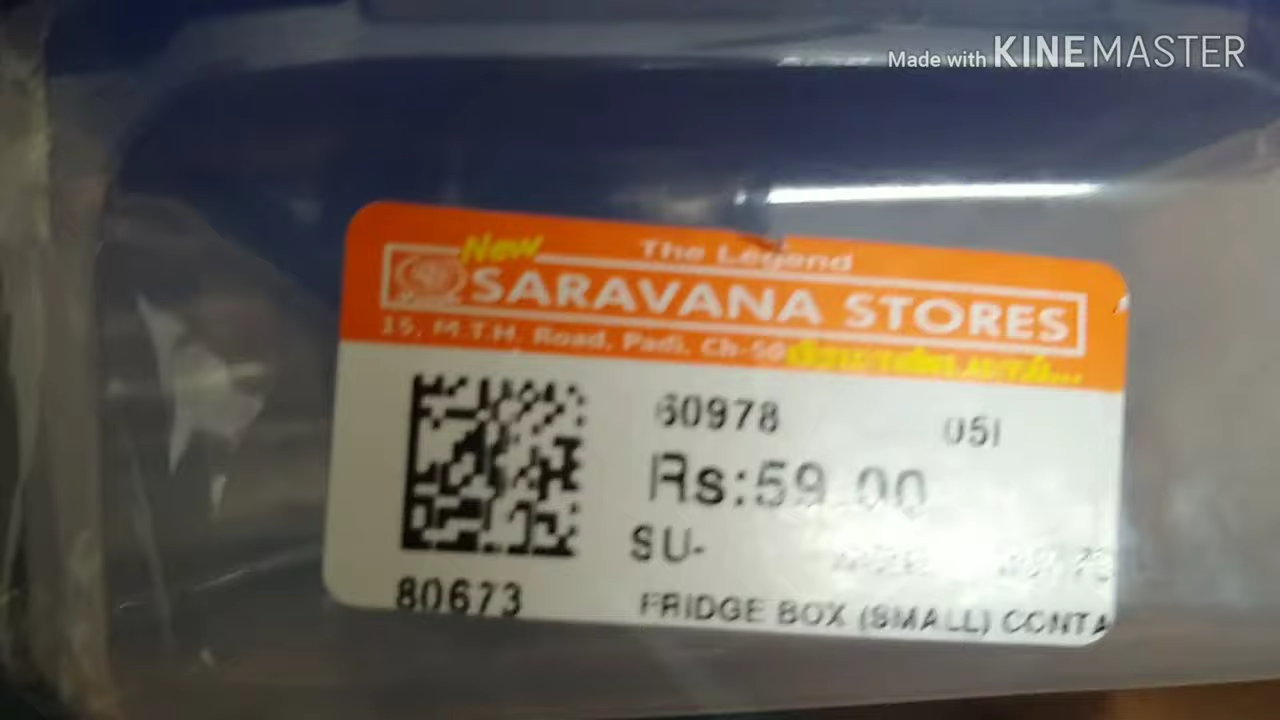 Made with KINEMASTER
New The Legend
SARAVANA STORES
15, M.T.H. Road, Padi, Ch-50
60978 051
Rs:59.00
SU-
80673 FRIDGE BOX (SMALL) CONTA